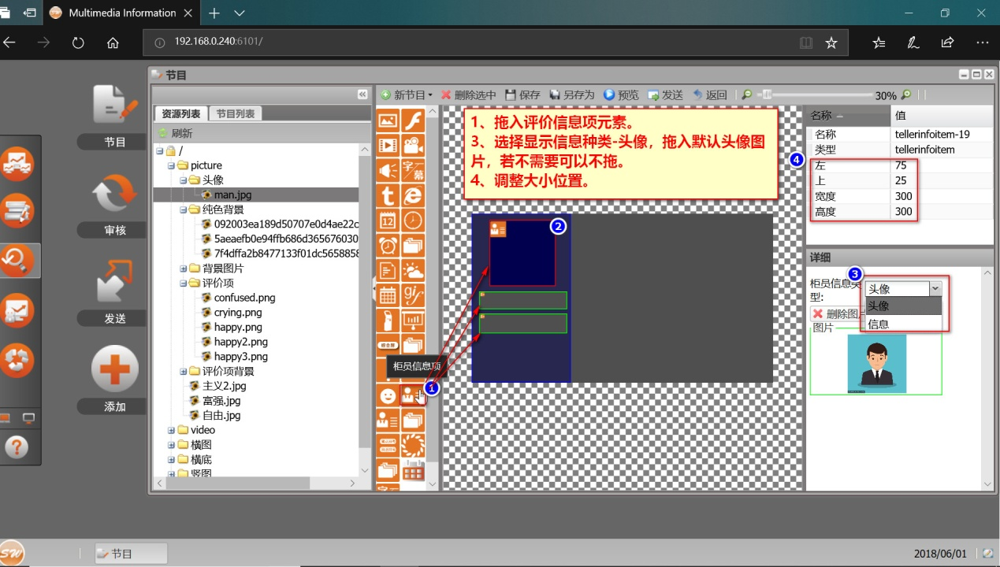 Multimedia Information
192.168.0.240:6101/
节目
审核
发送
添加
节目
资源列表
节目列表
刷新
/
picture
头像
man.jpg
纯色背景
092003ea189d50707e0d4ae22c
5aeaefb0e94ffb686d365676030
7f4dffa2b8477133f01dc5658858
背景图片
评价项
confused.png
crying.png
happy.png
happy2.png
happy3.png
评价项背景
主义2.jpg
富强.jpg
自由.jpg
video
横图
横底
竖图
新节目
删除选中
保存
另存为
预览
发送
返回
30%
字幕
12
gif
综合屏
柜员信息项
1
1、拖入评价信息项元素。
3、选择显示信息种类-头像，拖入默认头像图
片，若不需要可以不拖。
4、调整大小位置。
2
4
名称 值
名称 tellerinfoitem-19
类型 tellerinfoitem
左 75
上 25
宽度 300
高度 300
详细
3
柜员信息类
型:
头像
头像
信息
删除图片
图片
SW
节目
2018/06/01